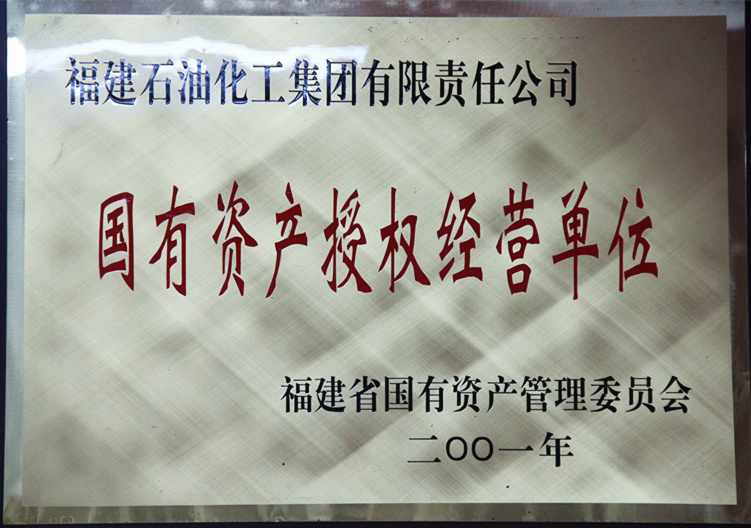 福建石油化工集团有限责任公司
国有资产授权经营单位
福建省国有资产管理委员会
二〇〇一年